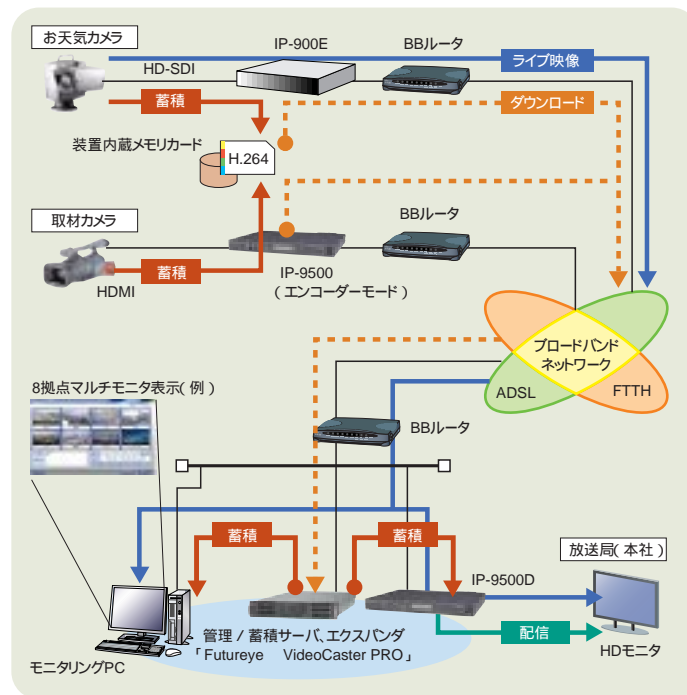 お天気カメラ
IP-900E
BBルータ
ライブ映像
HD-SDI
蓄積
ダウンロード
装置内蔵メモリカード
H.264
取材カメラ
BBルータ
蓄積
HDMI
IP-9500
(エンコーダーモード)
ブロードバンド
ネットワーク
ADSL
FTTH
8拠点マルチモニタ表示(例)
BBルータ
蓄積
蓄積
放送局(本社)
IP-9500D
管理/蓄積サーバ、エクスパンダ
「Futureye VideoCaster PRO」
配信
HDモニタ
モニタリングPC